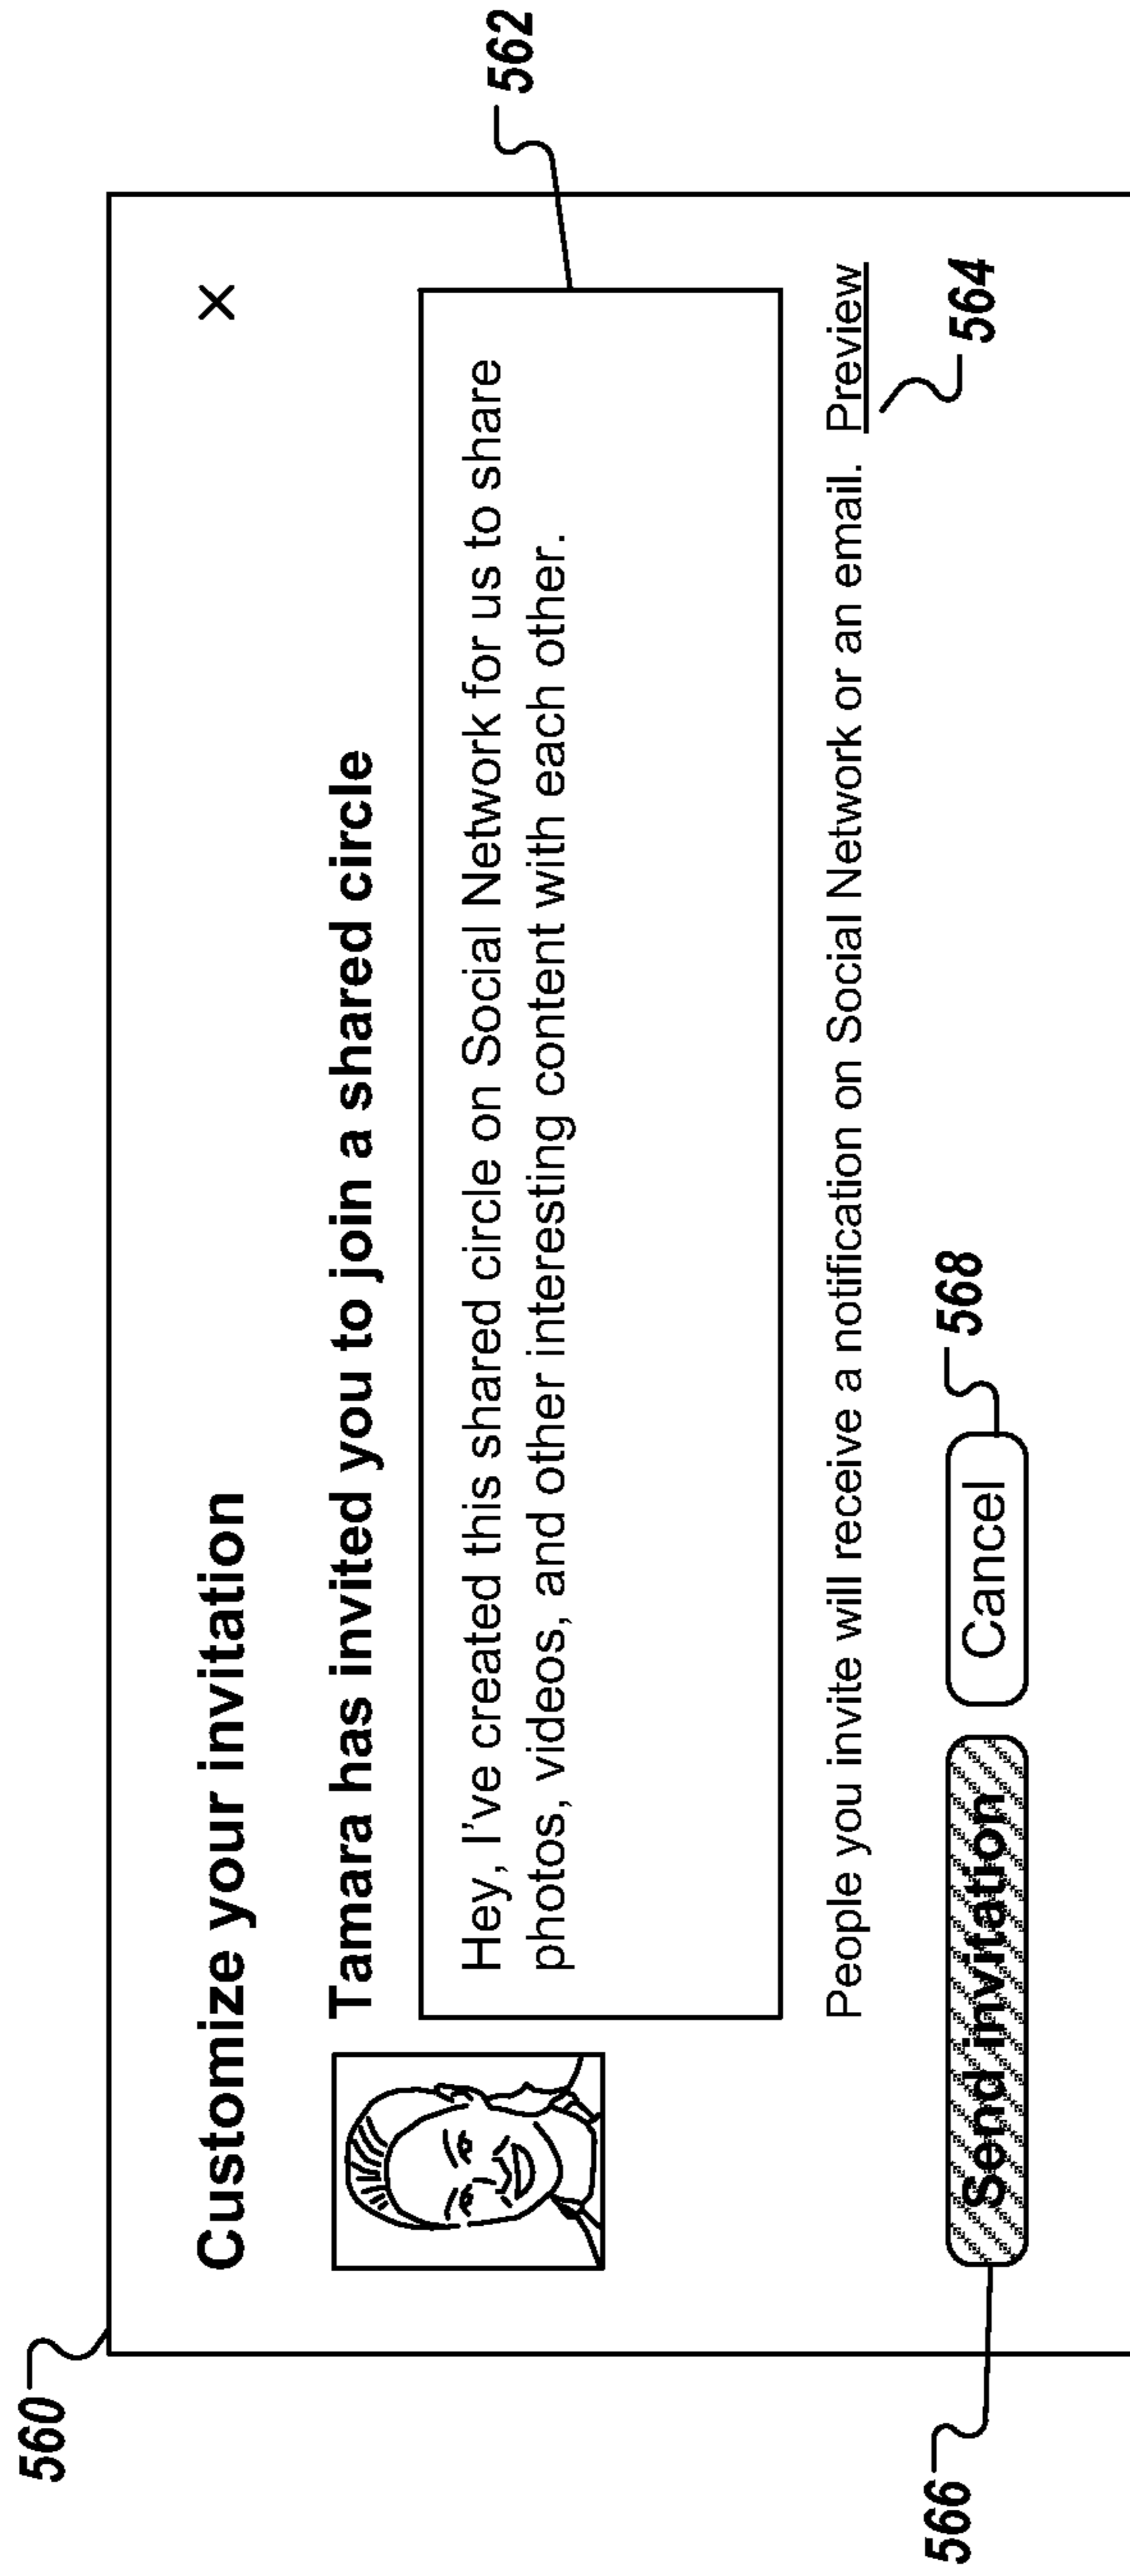 560
Customize your invitation X
Tamara has invited you to join a shared circle
Hey, I've created this shared circle on Social Network for us to share
photos, videos, and other interesting content with each other.
562
People you invite will receive a notification on Social Network or an email. Preview
564
566
Send invitation Cancel
568